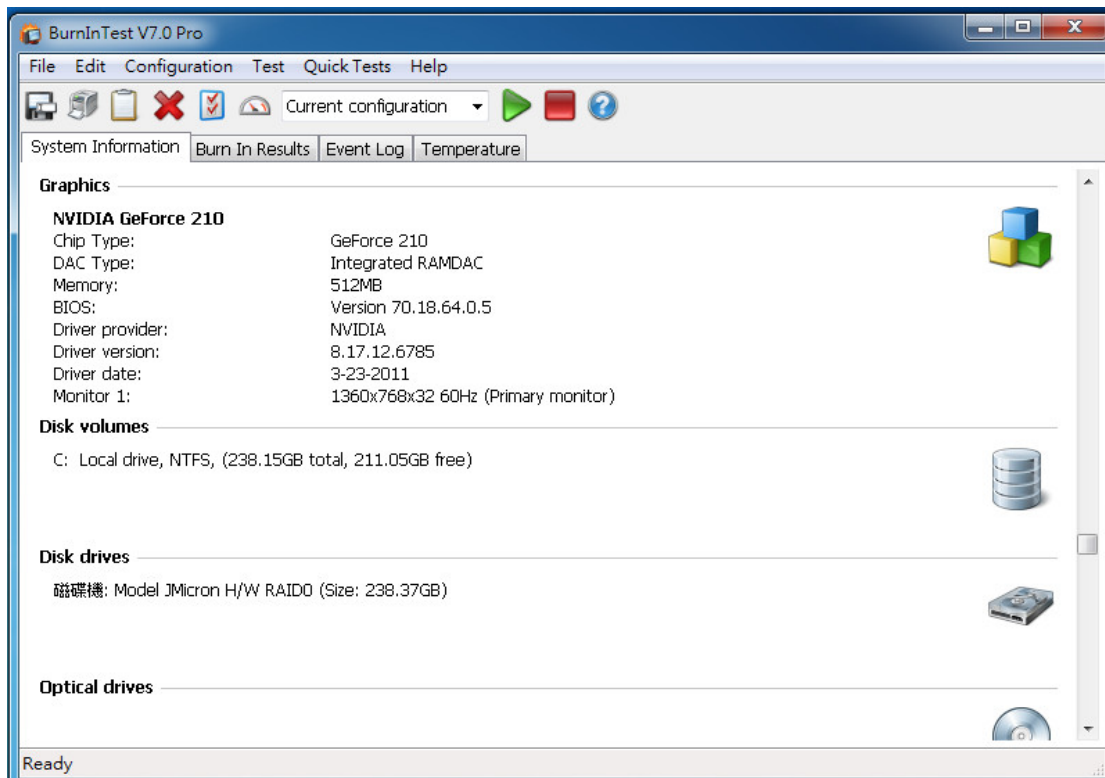 BurnInTest V7.0 Pro
File Edit Configuration Test Quick Tests Help
Current configuration
System Information Burn In Results Event Log Temperature
Graphics
NVIDIA GeForce 210
Chip Type: GeForce 210
DAC Type: Integrated RAMDAC
Memory: 512MB
BIOS: Version 70.18.64.0.5
Driver provider: NVIDIA
Driver version: 8.17.12.6785
Driver date: 3-23-2011
Monitor 1: 1360x768x32 60Hz (Primary monitor)
Disk volumes
C: Local drive, NTFS, (238.15GB total, 211.05GB free)
Disk drives
磁碟機: Model JMicron H/W RAID0 (Size: 238.37GB)
Optical drives
Ready